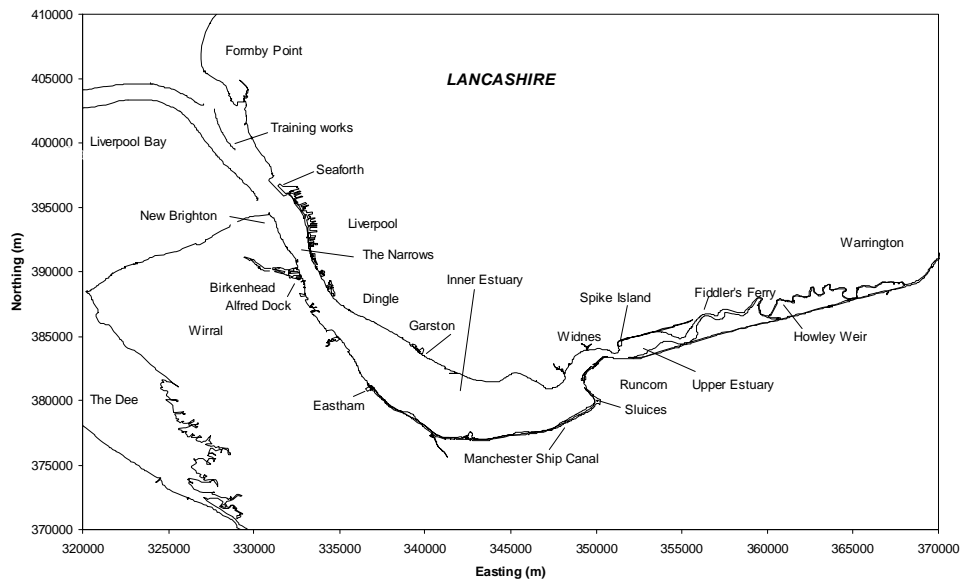 410000
Formby Point
405000
LANCASHIRE
Training works
400000
Liverpool Bay
Seaforth
395000
New Brighton
Liverpool
Warrington
The Narrows
390000
Inner Estuary
Birkenhead
Fiddler's Ferry
Spike Island
Dingle
Alfred Dock
Garston
Howley Weir
Wirral
Widnes
385000
Runcorn
Upper Estuary
380000
The Dee
Eastham
Sluices
Manchester Ship Canal
375000
370000
Northing (m)
320000 325000 330000 335000 340000 345000 350000 355000 360000 365000 370000
Easting (m)